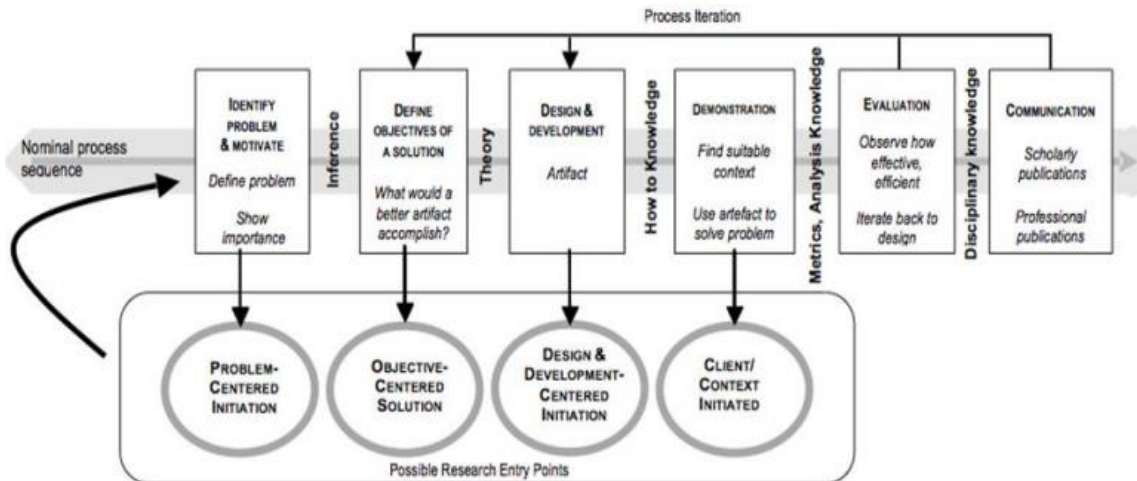 Process Iteration
Nominal process
sequence
IDENTIFY
PROBLEM
& MOTIVATE
Define problem
Show
importance
Inference
DEFINE
OBJECTIVES OF
A SOLUTION
What would a
better artifact
accomplish?
Theory
DESIGN &
DEVELOPMENT
Artifact
How to Knowledge
DEMONSTRATION
Find suitable
context
Use artefact to
solve problem
Metrics, Analysis Knowledge
EVALUATION
Observe how
effective,
efficient
Iterate back to
design
Disciplinary knowledge
COMMUNICATION
Scholarly
publications
Professional
publications
PROBLEM-
CENTERED
INITIATION
OBJECTIVE-
CENTERED
SOLUTION
DESIGN &
DEVELOPMENT-
CENTERED
INITIATION
CLIENT/
CONTEXT
INITIATED
Possible Research Entry Points